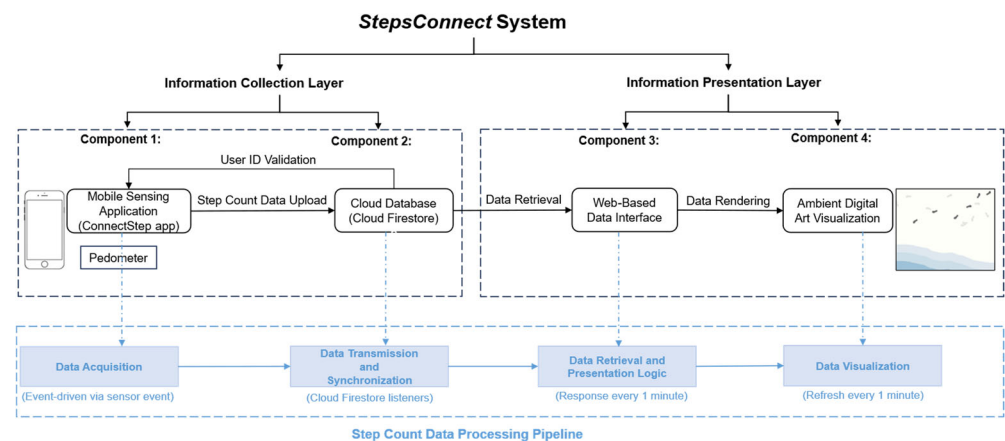 StepsConnect System
Information Collection Layer
Information Presentation Layer
Component 1:
Component 2:
Component 3:
Component 4:
User ID Validation
Mobile Sensing
Application
(ConnectStep app)
Step Count Data Upload
Cloud Database
(Cloud Firestore)
Data Retrieval
Web-Based
Data Interface
Data Rendering
Ambient Digital
Art Visualization
Pedometer
Data Acquisition
(Event-driven via sensor event)
Data Transmission
and
Synchronization
(Cloud Firestore listeners)
Data Retrieval and
Presentation Logic
(Response every 1 minute)
Data Visualization
(Refresh every 1 minute)
Step Count Data Processing Pipeline